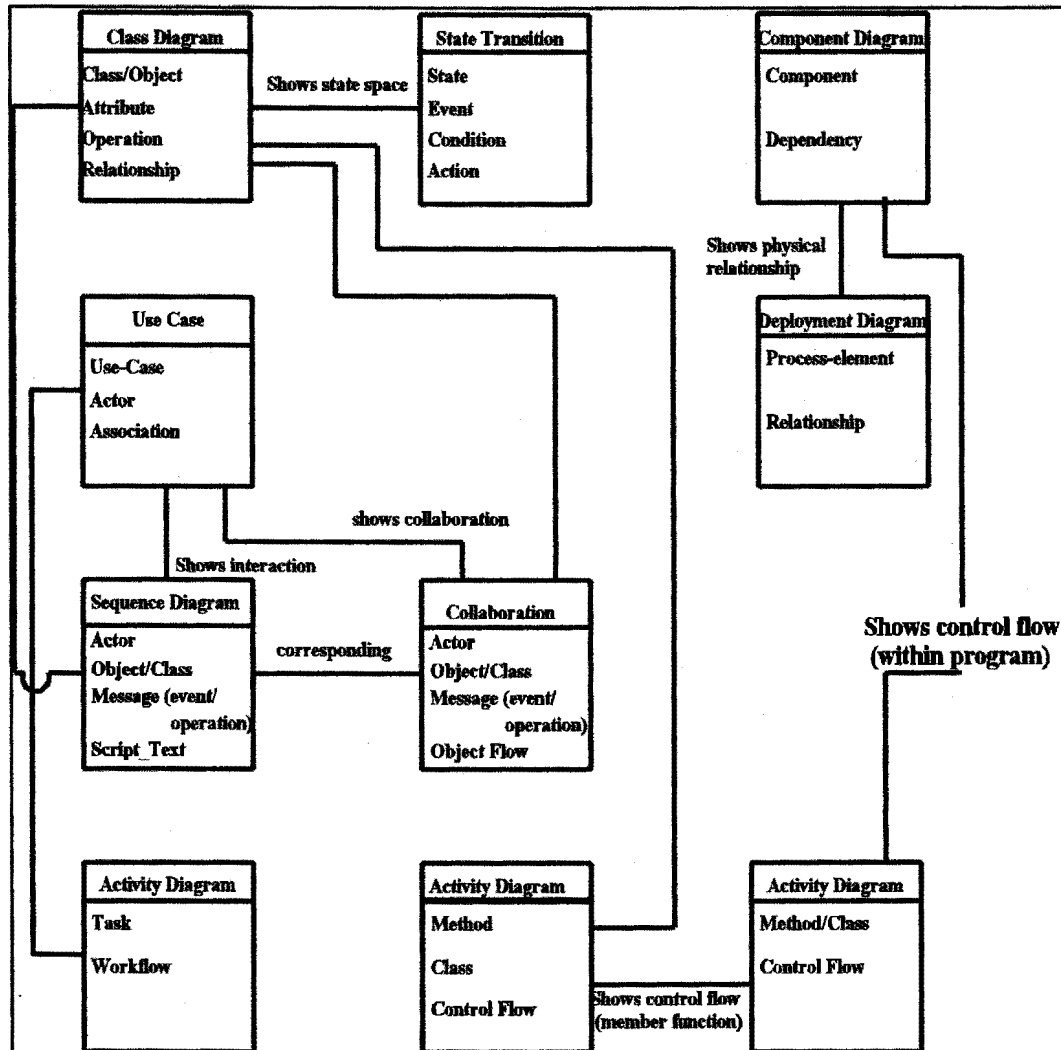 Class Diagram
Class/Object
Attribute
Operation
Relationship
Shows state space
State Transition
State
Event
Condition
Action
Component Diagram
Component
Dependency
Shows physical
relationship
Deployment Diagram
Process-element
Relationship
Use Case
Use-Case
Actor
Association
shows collaboration
Shows interaction
Sequence Diagram
Actor
Object/Class
Message (event/
operation)
Script_Text
corresponding
Collaboration
Actor
Object/Class
Message (event/
operation)
Object Flow
Shows control flow
(within program)
Activity Diagram
Task
Workflow
Activity Diagram
Method
Class
Control Flow
Shows control flow
(member function)
Activity Diagram
Method/Class
Control Flow